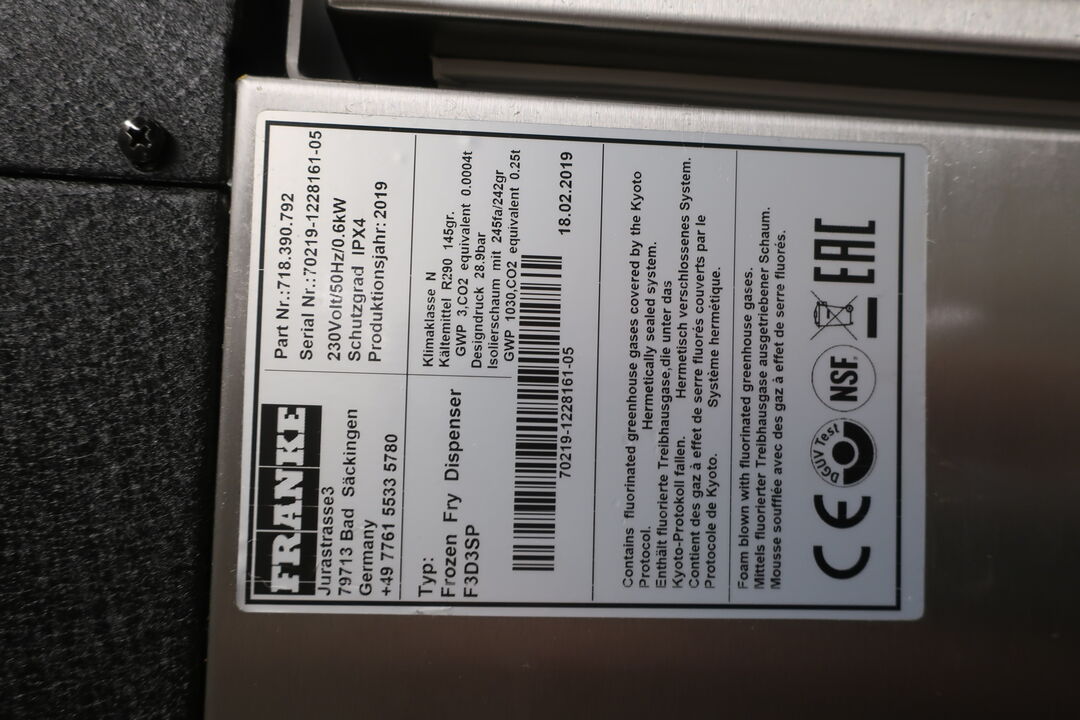 FRANKE
Jurastrasse3
79713 Bad Säckingen
Germany
+49 7761 5533 5780
Part Nr.:718.390.792
Serial Nr.:70219-1228161-05
230Volt/50Hz/0.6kW
Schutzgrad IPX4
Produktionsjahr: 2019
Typ:
Frozen Fry Dispenser
F3D3SP
Klimaklasse N
Kältemittel R290 145gr.
GWP 3,CO2 equivalent 0.0004t
Designdruck 28.9bar
Isolierschaum mit 245fa/242gr
GWP 1030,CO2 equivalent 0.25t
70219-1228161-05
18.02.2019
Contains fluorinated greenhouse gases covered by the Kyoto
Protocol. Hermetically sealed system.
Enthält fluorierte Treibhausgase,die unter das
Kyoto-Protokoll fallen. Hermetisch verschlossenes System.
Contient des gaz à effet de serre fluorés couverts par le
Protocole de Kyoto. Système hermétique.
Foam blown with fluorinated greenhouse gases.
Mittels fluorierter Treibhausgase ausgetriebener Schaum.
Mousse soufflée avec des gaz à effet de serre fluorés.
CE DGUV Test NSF. EAC